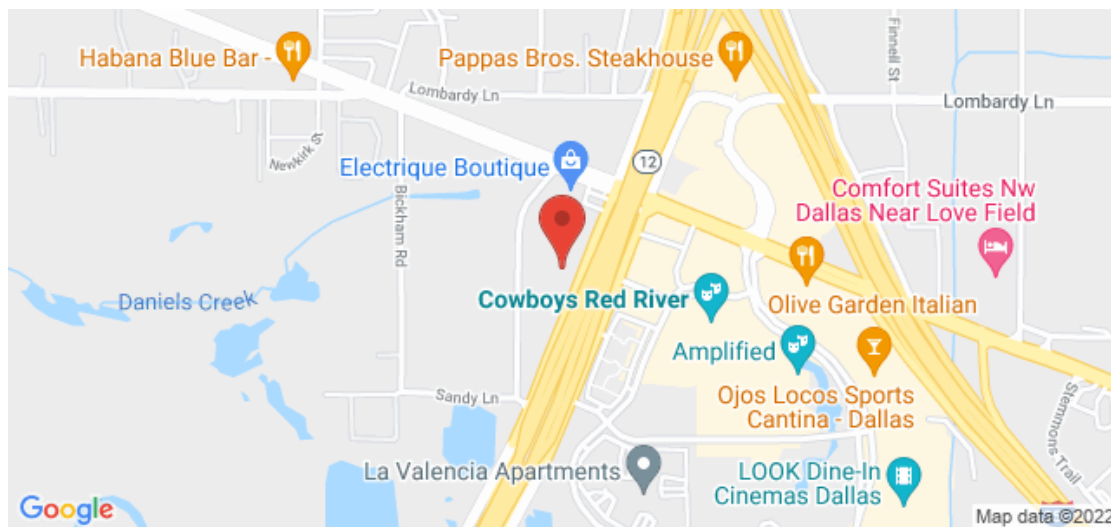 Habana Blue Bar -
Pappas Bros. Steakhouse
Finnell St
Lombardy Ln
Lombardy Ln
Newkirk St
Electrique Boutique
12
Bickham Rd
Comfort Suites Nw
Dallas Near Love Field
Daniels Creek
Cowboys Red River
Olive Garden Italian
Amplified
Ojos Locos Sports
Cantina - Dallas
Sandy Ln
Stemmons Trail
La Valencia Apartments
LOOK Dine-In
Cinemas Dallas
Google
Map data ©2022